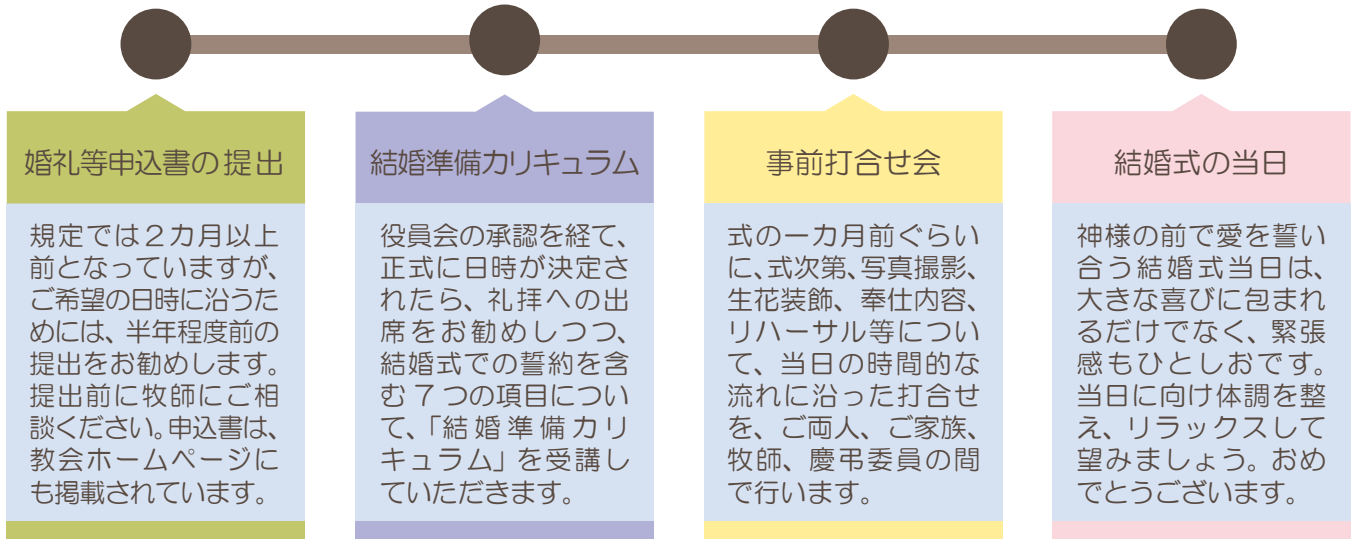 婚礼等申込書の提出
規定では２カ月以上
前となっていますが、
ご希望の日時に沿うた
めには、半年程度前の
提出をお勧めします。
提出前に牧師にご相
談ください。申込書は、
教会ホームページに
も掲載されています。
結婚準備カリキュラム
役員会の承認を経て、
正式に日時が決定さ
れたら、礼拝への出
席をお勧めしつつ、
結婚式での誓約を含
む７つの項目につい
て、「結婚準備カリ
キュラム」を受講し
ていただきます。
事前打合せ会
式の一カ月前ぐらい
に、式次第、写真撮影、
生花装飾、奉仕内容、
リハーサル等につい
て、当日の時間的な
流れに沿った打合せ
を、ご両人、ご家族、
牧師、慶弔委員の間
で行います。
結婚式の当日
神様の前で愛を誓い
合う結婚式当日は、
大きな喜びに包まれ
るだけでなく、緊張
感もひとしおです。
当日に向け体調を整
え、リラックスして
望みましょう。おめ
でとうございます。